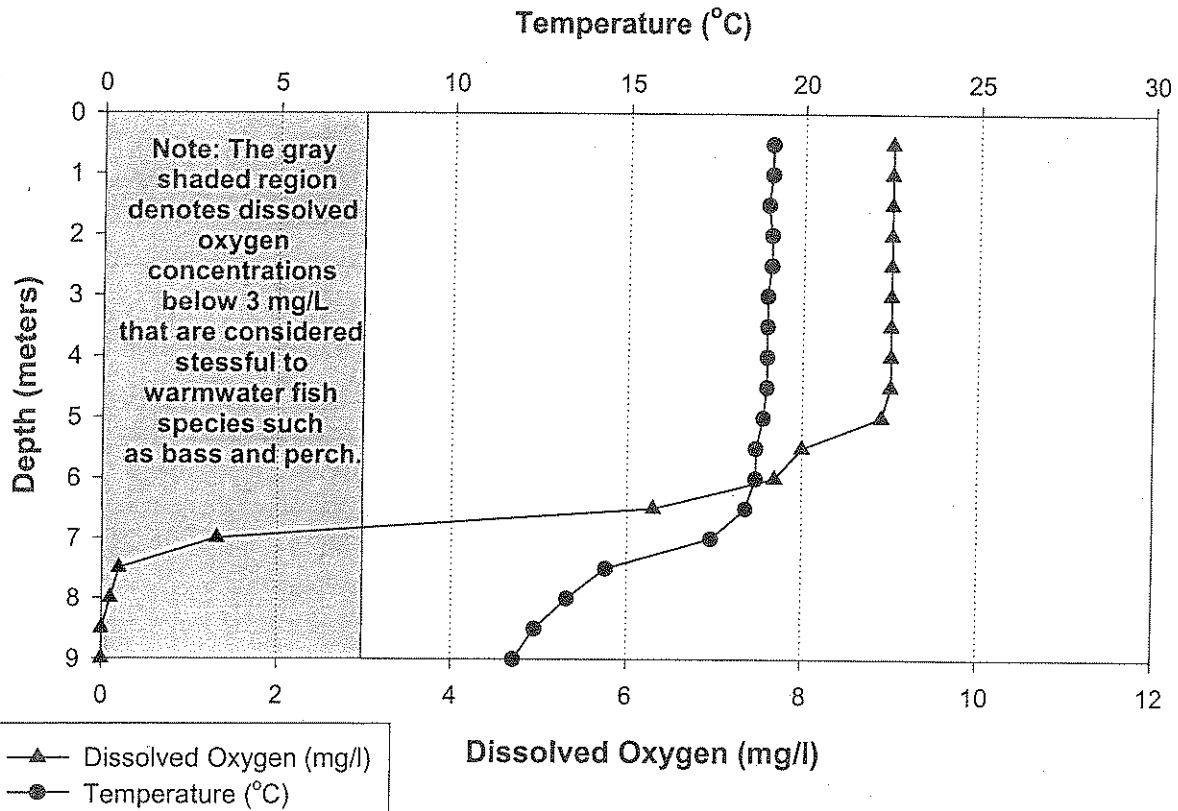 Temperature (°C)
0 5 10 15 20 25 30
Note: The gray
shaded region
denotes dissolved
oxygen
concentrations
below 3 mg/L
that are considered
stessful to
warmwater fish
species such
as bass and perch.
Depth (meters)
0
1
2
3
4
5
6
7
8
9
0 2 4 6 8 10 12
Dissolved Oxygen (mg/l)
Dissolved Oxygen (mg/l)
Temperature (°C)